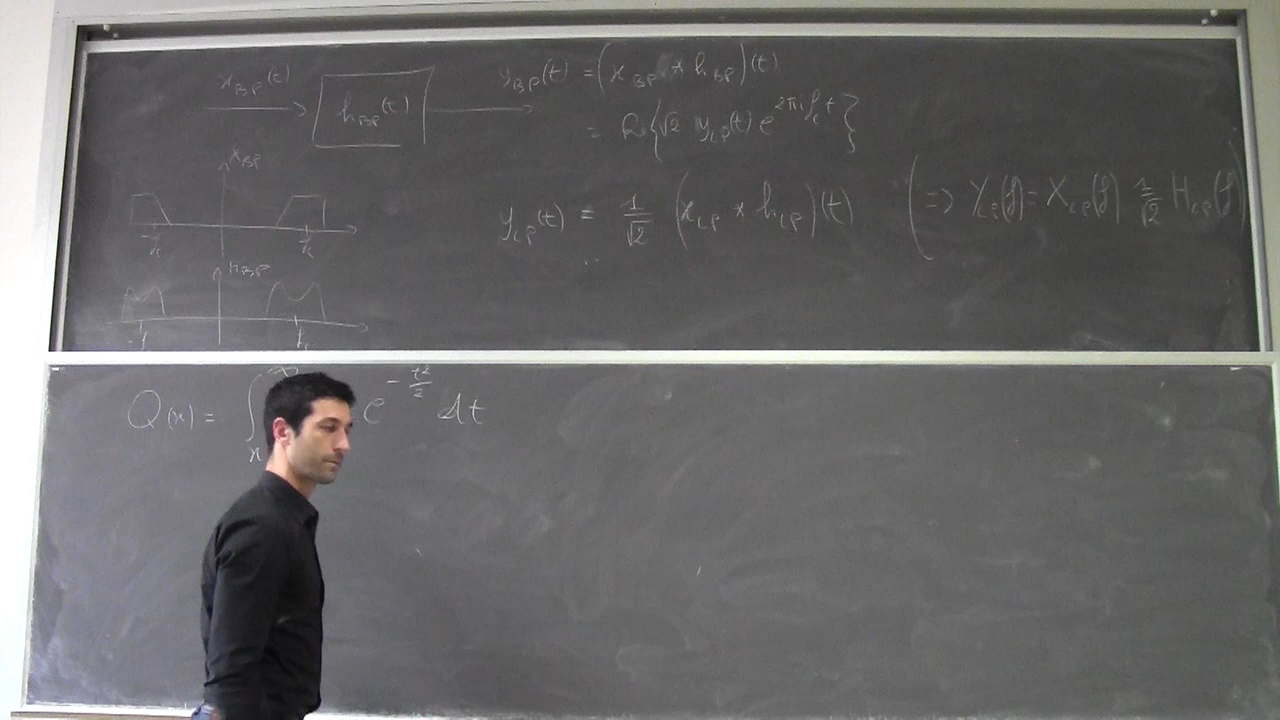 x_BP(t)
h_BP(t)
y_BP(t) = (x_BP * h_BP)(t)
= R{√2 y_LP(t) e^{2πi f_c t}}
X_BP
-f_c f_c
y_LP(t) = 1/√2 (x_LP * h_LP)(t)
(=> Y_LP(f) = X_LP(f) 1/√2 H_LP(f))
H_BP
-f f_c
Q(x) = ∫_x^∞ e^{-t²/2} dt